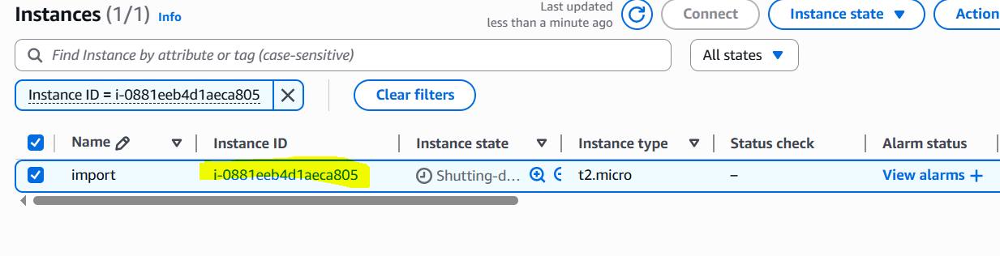 Instances (1/1) Info
Last updated
less than a minute ago
Connect
Instance state
Action
Find Instance by attribute or tag (case-sensitive)
All states
Instance ID = i-0881eeb4d1aeca805
Clear filters
Name Instance ID Instance state Instance type Status check Alarm status
import i-0881eeb4d1aeca805 Shutting-d... t2.micro – View alarms +